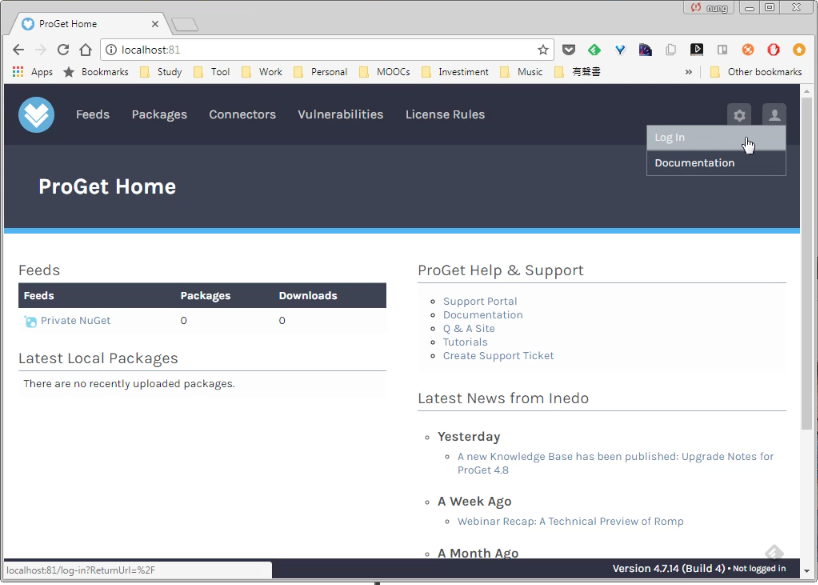 nung
ProGet Home
localhost:81
Apps Bookmarks Study Tool Work Personal MOOCs Investiment Music 有聲書 » Other bookmarks
Feeds Packages Connectors Vulnerabilities License Rules
Log In
Documentation
ProGet Home
Feeds
Feeds Packages Downloads
Private NuGet 0 0
Latest Local Packages
There are no recently uploaded packages.
ProGet Help & Support
Support Portal
Documentation
Q & A Site
Tutorials
Create Support Ticket
Latest News from Inedo
Yesterday
A new Knowledge Base has been published: Upgrade Notes for
ProGet 4.8
A Week Ago
Webinar Recap: A Technical Preview of Romp
A Month Ago
localhost:81/log-in?ReturnUrl=%2F
Version 4.7.14 (Build 4) • Not logged in